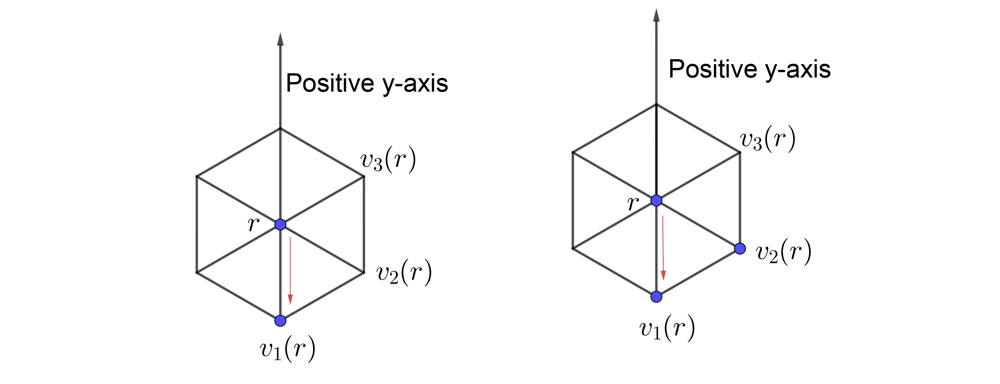 Positive y-axis
v₃(r)
r
v₂(r)
v₁(r)
Positive y-axis
v₃(r)
r
v₂(r)
v₁(r)